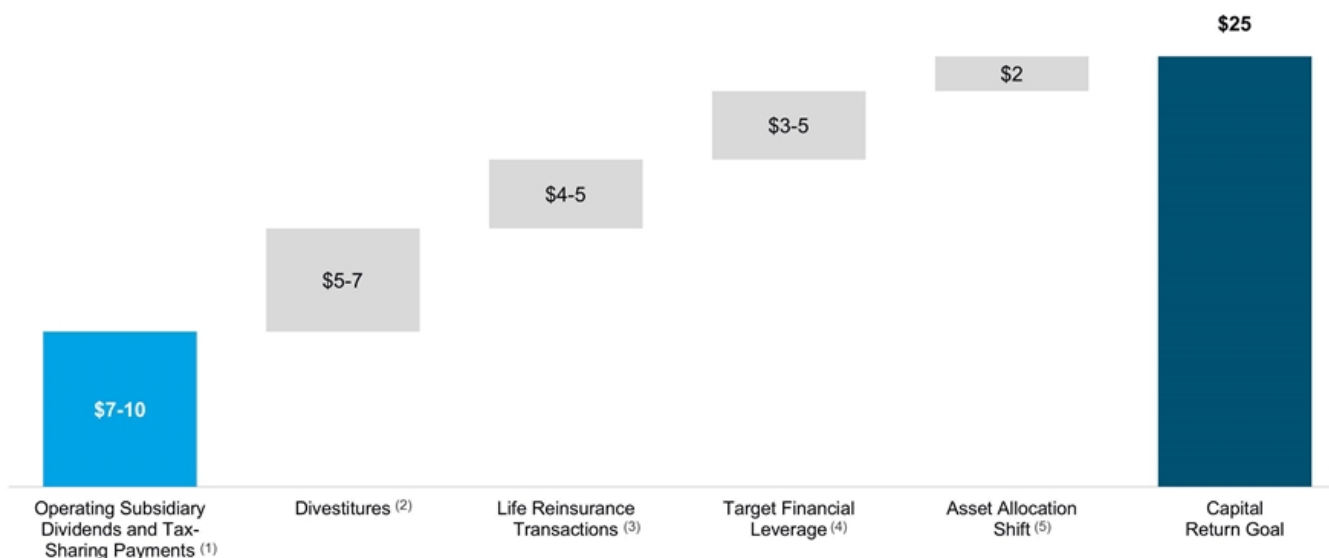 $25
$2
$3-5
$4-5
$5-7
$7-10
Operating Subsidiary
Dividends and Tax-
Sharing Payments (1)
Divestitures (2)
Life Reinsurance
Transactions (3)
Target Financial
Leverage (4)
Asset Allocation
Shift (5)
Capital
Return Goal